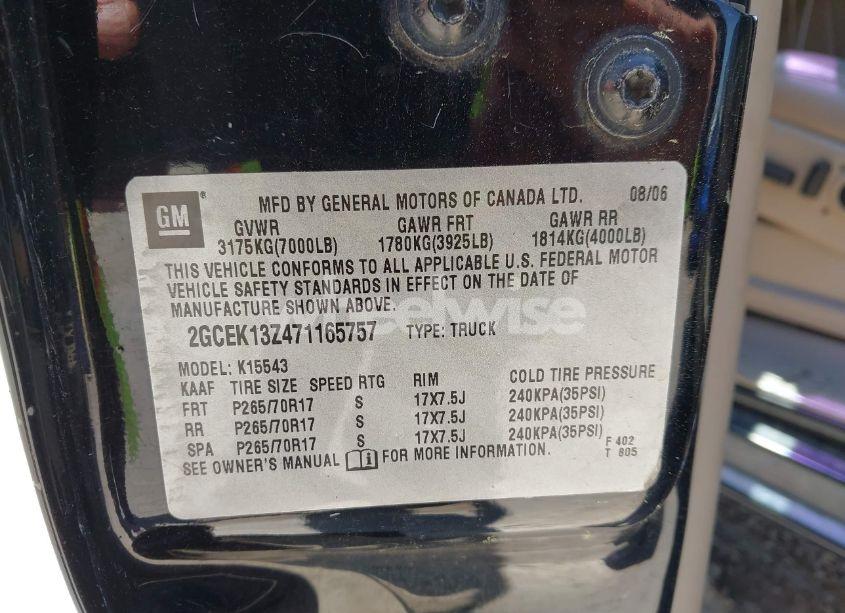 GM® MFD BY GENERAL MOTORS OF CANADA LTD. 08/06
GVWR GAWR FRT GAWR RR
3175KG(7000LB) 1780KG(3925LB) 1814KG(4000LB)
THIS VEHICLE CONFORMS TO ALL APPLICABLE U.S. FEDERAL MOTOR
VEHICLE SAFETY STANDARDS IN EFFECT ON THE DATE OF
MANUFACTURE SHOWN ABOVE.
2GCEK13Z471165757 TYPE: TRUCK
MODEL: K15543
KAAF TIRE SIZE SPEED RTG RIM COLD TIRE PRESSURE
FRT P265/70R17 S 17X7.5J 240KPA(35PSI)
RR P265/70R17 S 17X7.5J 240KPA(35PSI)
SPA P265/70R17 S 17X7.5J 240KPA(35PSI)
SEE OWNER'S MANUAL FOR MORE INFORMATION.
F 402
T 805